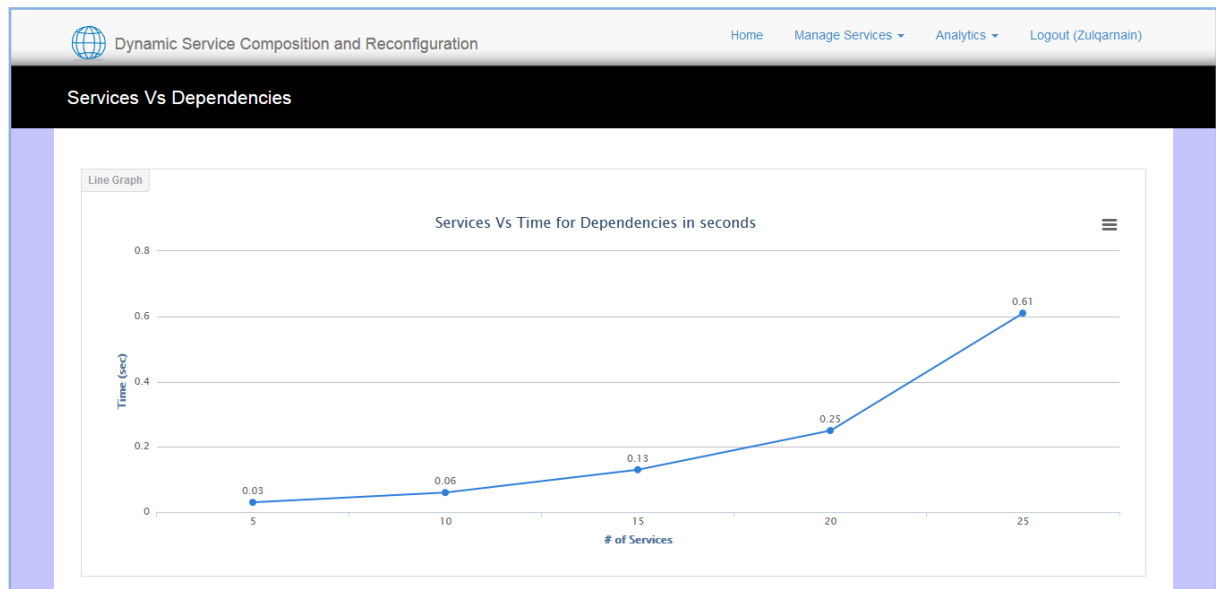 Dynamic Service Composition and Reconfiguration
Home Manage Services Analytics Logout (Zulqarnain)
Services Vs Dependencies
Line Graph
Services Vs Time for Dependencies in seconds
0.8
0.6
0.4
0.2
0
Time (sec)
0.03
0.06
0.13
0.25
0.61
5 10 15 20 25
# of Services